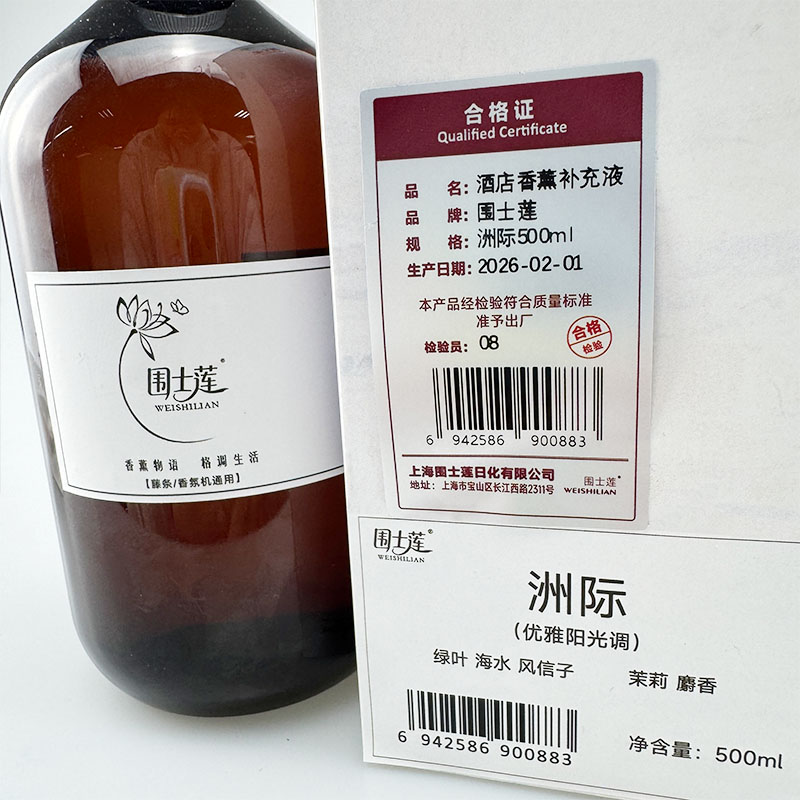 围士莲®
WEISHILIAN
香薰物语 格调生活
【藤条/香氛机通用】
合格证
Qualified Certificate
品 名: 酒店香薰补充液
品 牌: 围士莲
规 格: 洲际500ml
生产日期: 2026-02-01
本产品经检验符合质量标准
准予出厂
检验员: 08
合格
检验
6 942586 900883
上海围士莲日化有限公司
地址: 上海市宝山区长江西路2311号
围士莲®
WEISHILIAN
围士莲®
WEISHILIAN
洲际
(优雅阳光调)
绿叶 海水 风信子 茉莉 麝香
6 942586 900883
净含量: 500ml